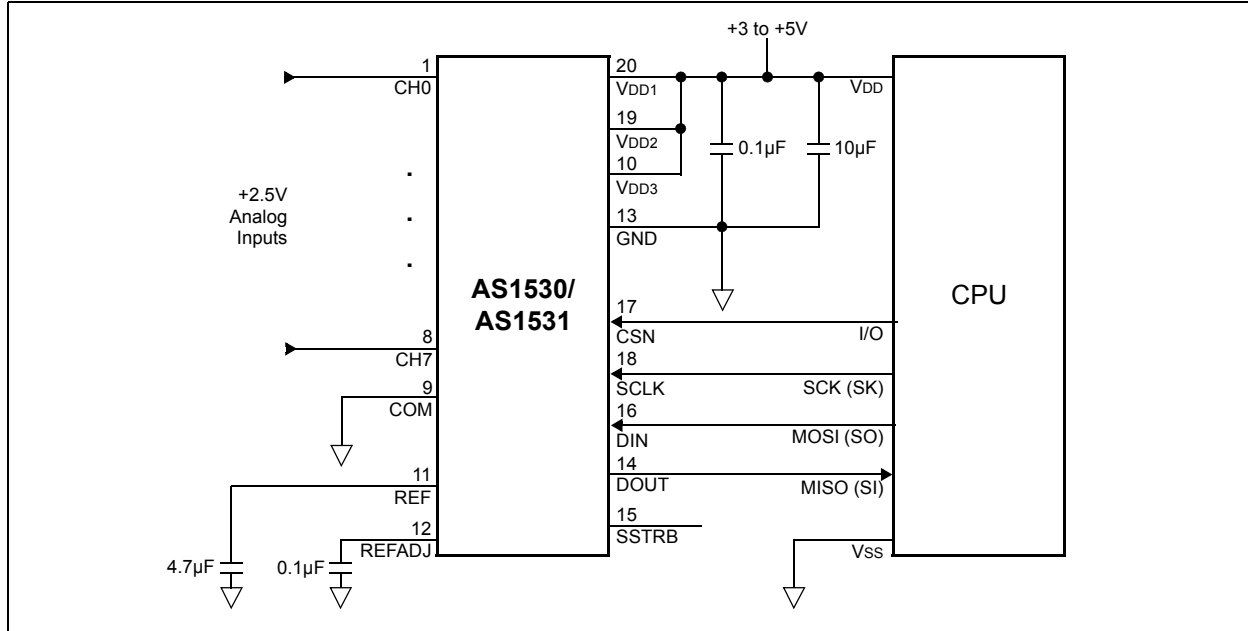 +3 to +5V
1
CH0
20
VDD1
VDD
19
VDD2
0.1µF
10µF
10
VDD3
+2.5V
Analog
Inputs
13
GND
AS1530/
AS1531
CPU
17
CSN
I/O
8
CH7
18
SCLK
SCK (SK)
9
COM
16
DIN
MOSI (SO)
14
DOUT
MISO (SI)
11
REF
15
SSTRB
12
REFADJ
VSS
4.7µF
0.1µF